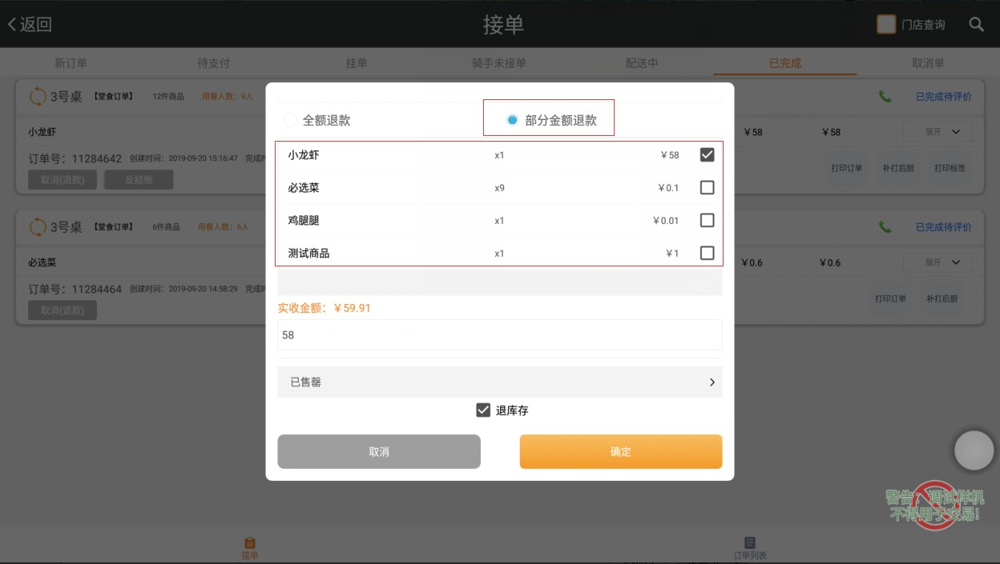 返回
接单
门店查询
新订单 待支付 挂单 骑手未接单 配送中 已完成 取消单
3号桌 【堂食订单】 12件商品 用餐人数：9人 已完成待评价
小龙虾 ￥58 ￥58 展开
订单号：11284642 创建时间：2019-09-20 15:16:47 完成时
取消(退款) 反结账 打印订单 补打后厨 打印标签
3号桌 【堂食订单】 6件商品 用餐人数：6人 已完成待评价
必选菜 ￥0.6 ￥0.6 展开
订单号：11284464 创建时间：2019-09-20 14:58:29 完成时
取消(退款) 打印订单 补打后厨
全额退款 部分金额退款
小龙虾 x1 ￥58
必选菜 x9 ￥0.1
鸡腿腿 x1 ￥0.01
测试商品 x1 ￥1
实收金额：￥59.91
58
已售罄
退库存
取消 确定
警告：调试样机
不得用于交易!
接单 订单列表